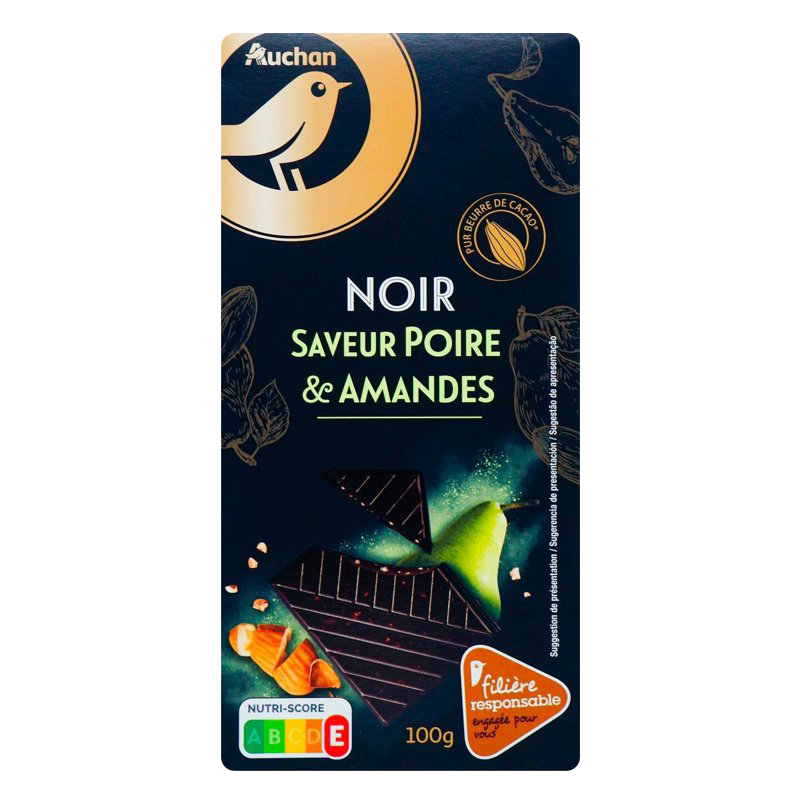 Auchan
PUR BEURRE DE CACAO*
NOIR
SAVEUR POIRE
& AMANDES
Suggestion de présentation / Sugerencia de presentación / Sugestão de apresentação
filière
responsable
engagée pour
vous
NUTRI-SCORE
A B C D E
100g